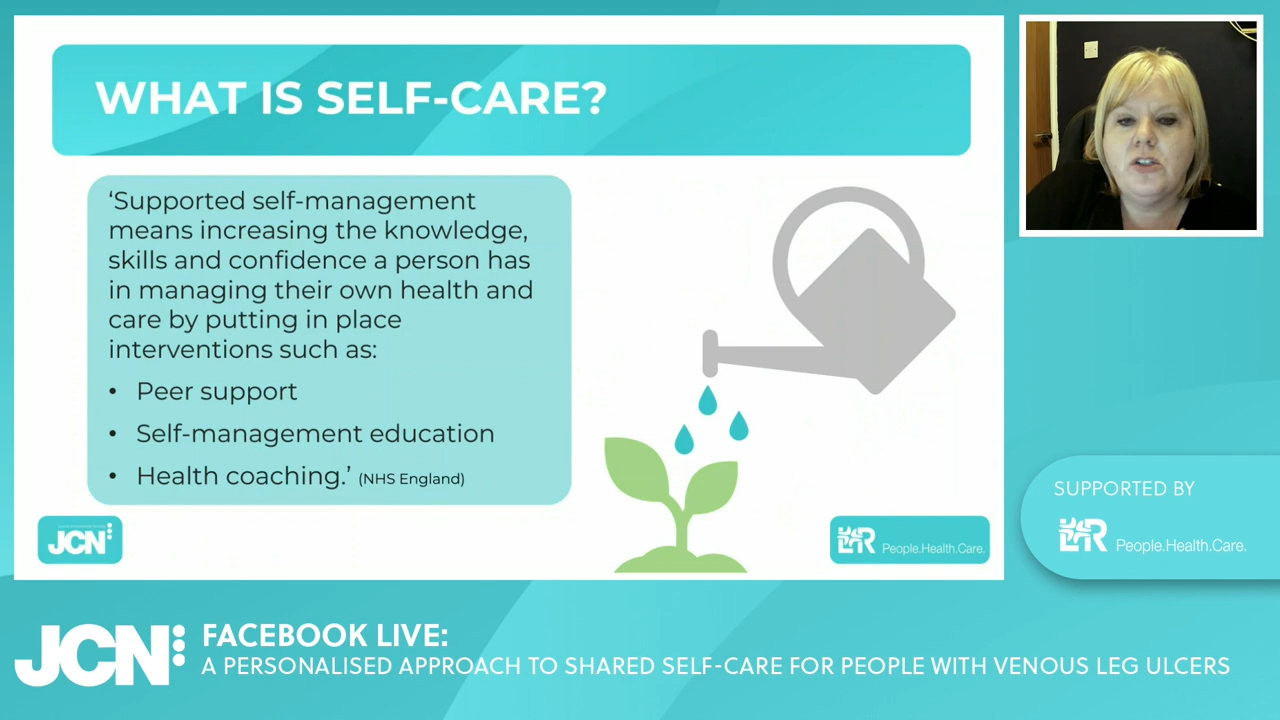 WHAT IS SELF-CARE?
‘Supported self-management
means increasing the knowledge,
skills and confidence a person has
in managing their own health and
care by putting in place
interventions such as:
• Peer support
• Self-management education
• Health coaching.’ (NHS England)
JCN
L&R People.Health.Care.
SUPPORTED BY
L&R People.Health.Care.
JCN
FACEBOOK LIVE:
A PERSONALISED APPROACH TO SHARED SELF-CARE FOR PEOPLE WITH VENOUS LEG ULCERS